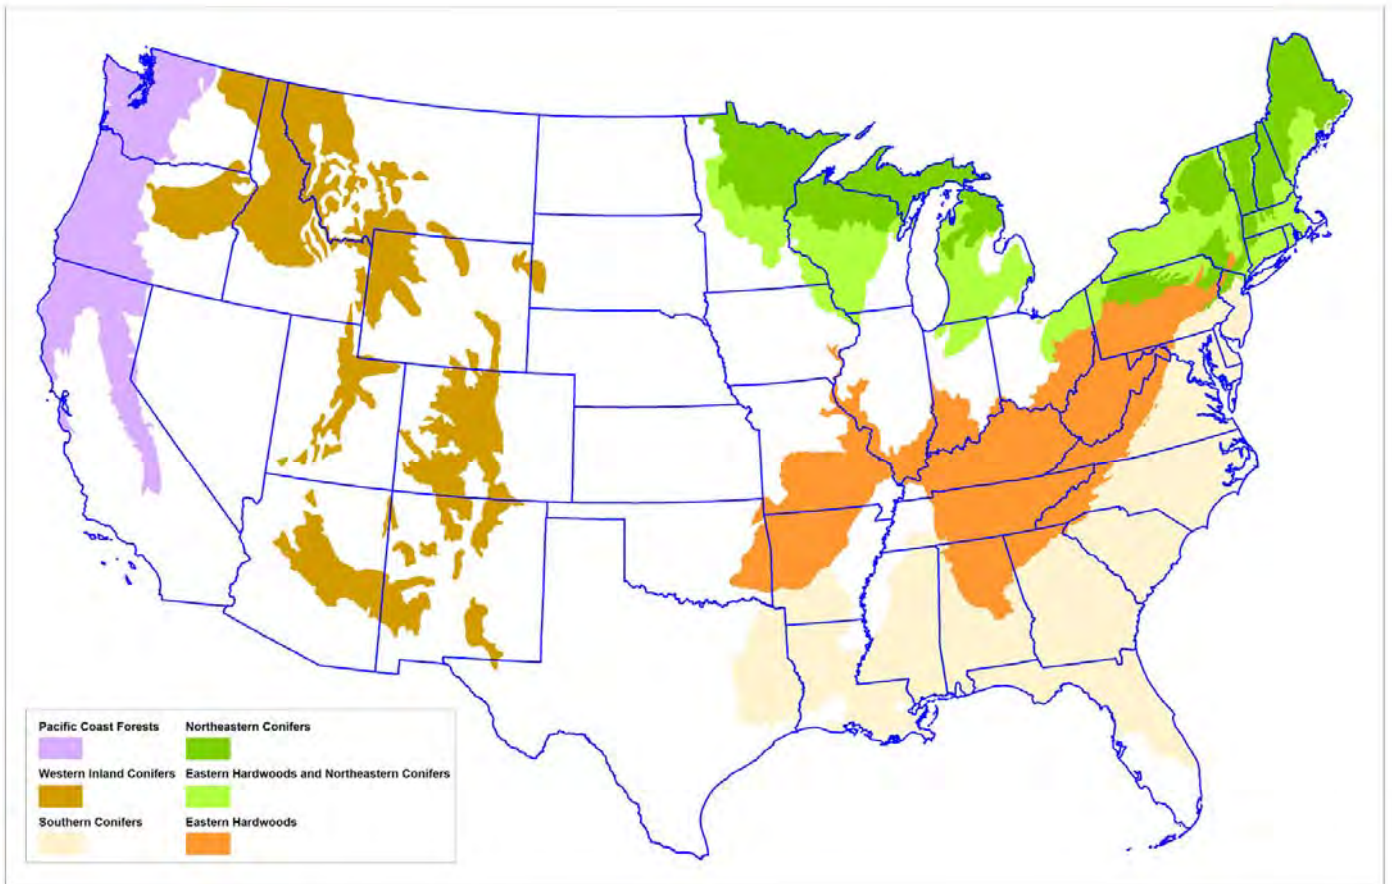 Pacific Coast Forests
Northeastern Conifers
Western Inland Conifers
Eastern Hardwoods and Northeastern Conifers
Southern Conifers
Eastern Hardwoods